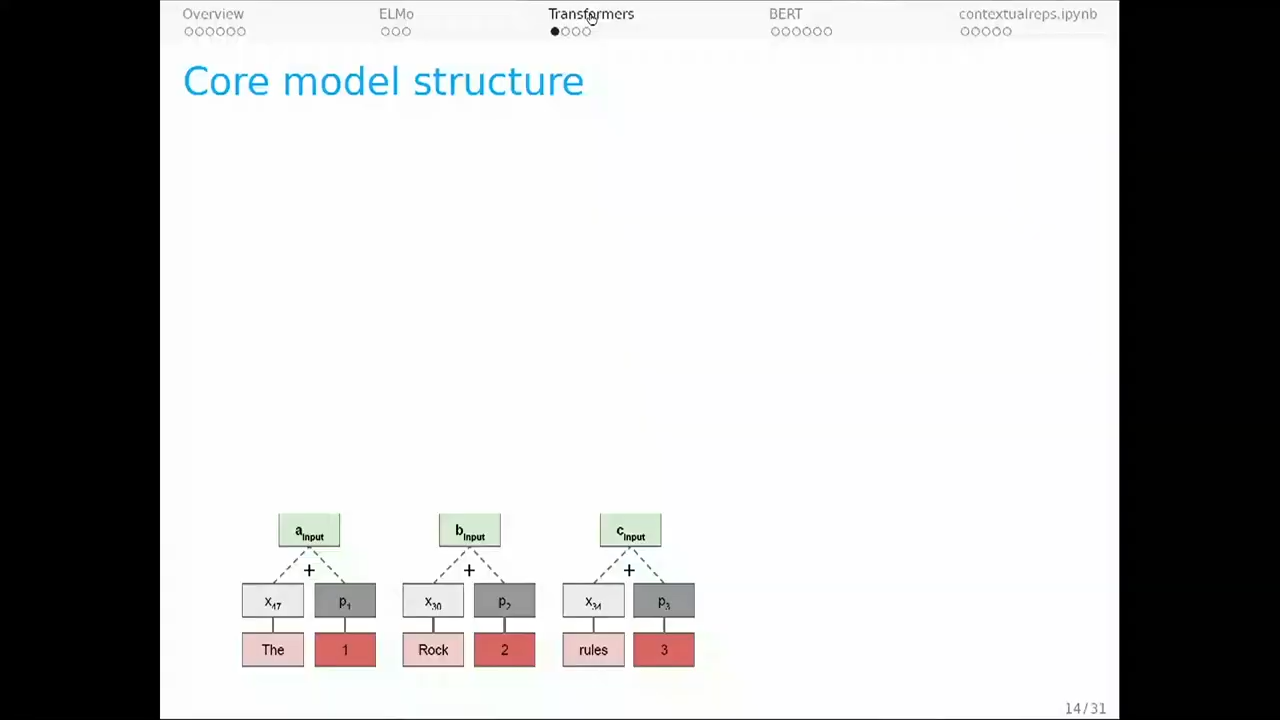 Overview ELMo Transformers BERT contextualreps.ipynb
Core model structure
a_input b_input c_input
+ + +
x_47 p_1 x_30 p_2 x_34 p_3
The 1 Rock 2 rules 3
14/31